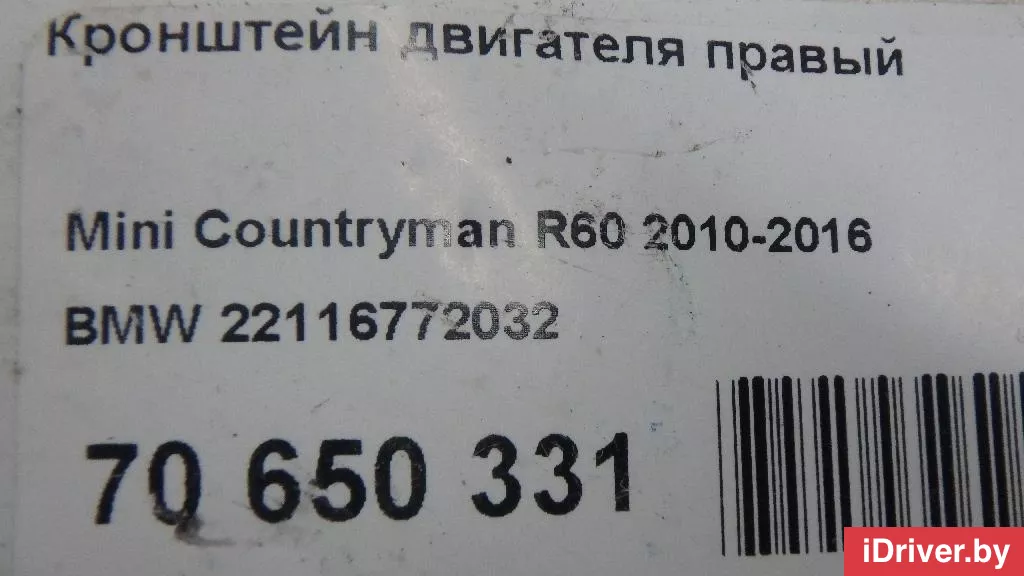 Кронштейн двигателя правый
Mini Countryman R60 2010-2016
BMW 22116772032
70 650 331
iDriver.by